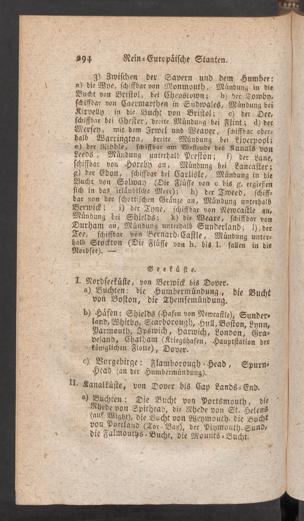 294 Rein-Europäische Staaten.
3) Zwischen der Savern und dem Humber:
a) die Wye, schiffbar von Monmouth, Mündung in die
Bucht von Bristol, bei Chepstown; b) der Towby,
schiffbar von Caermarthen in Südwales, Mündung bei
in die Bucht von Bristol; c) der Dee,
schiffbar bei Chester, breite Mündung bei Flint; d) der
Mersey, mit dem Jewel und Weaver, schiffbar ober-
halb Warrington, breite Mündung bei Liverpool;
e) der Ribble, schiffbar am Westende des Kanals von
Leeds, Mündung unterhalb Preston; f) der Lune,
schiffbar von Hornby an, Mündung bei Lancaster;
g) der Edon, schiffbar bei Carlisle, Mündung in die
Bucht von Solway (Die Flüsse von a bis g. ergießen
sich in das irländische Meer); h) der Tweed, schiff-
bar von der schottischen Gränze an, Mündung unterhalb
Berwick; i) der Tyne, schiffbar von Newcastle an,
Mündung bei Shields; k) die Weare, schiffbar von
Durham an, Mündung unterhalb Sunderland; l) der
Tee, schiffbar von Bernard-Castle, Mündung unter-
halb Stockton (Die Flüsse von h. bis l. fallen in die
Nordsee). —
Seeküste.
I. Nordseeküste, von Berwick bis Dover.
a) Buchten: die Humbermündung, die Bucht
von Boston, die Themsemündung.
b) Häfen: Shields (Hafen von Newcastle), Sunder-
land, Whitby, Scarborough, Hull, Boston, Lynn,
Yarmouth, Ipswich, Harwich, London, Gra-
vesend, Chatham (Kriegshafen, Hauptstation der
königlichen Flotte), Dover.
c) Vorgebirge: Flamborough-Head, Spurn-
Head (an der Humbermündung).
II. Kanalküste, von Dover bis Cap Lands-End.
a) Buchten: Die Bucht von Portsmouth, die
Rhede von Spithead, die Rhede von St. Helens
(auf Wight), die Bucht von Weymouth, die Bucht
von Portland (Tor-Bay), der Plymouth-Sund,
die Falmouths-Bucht, die Mounts-Bucht.